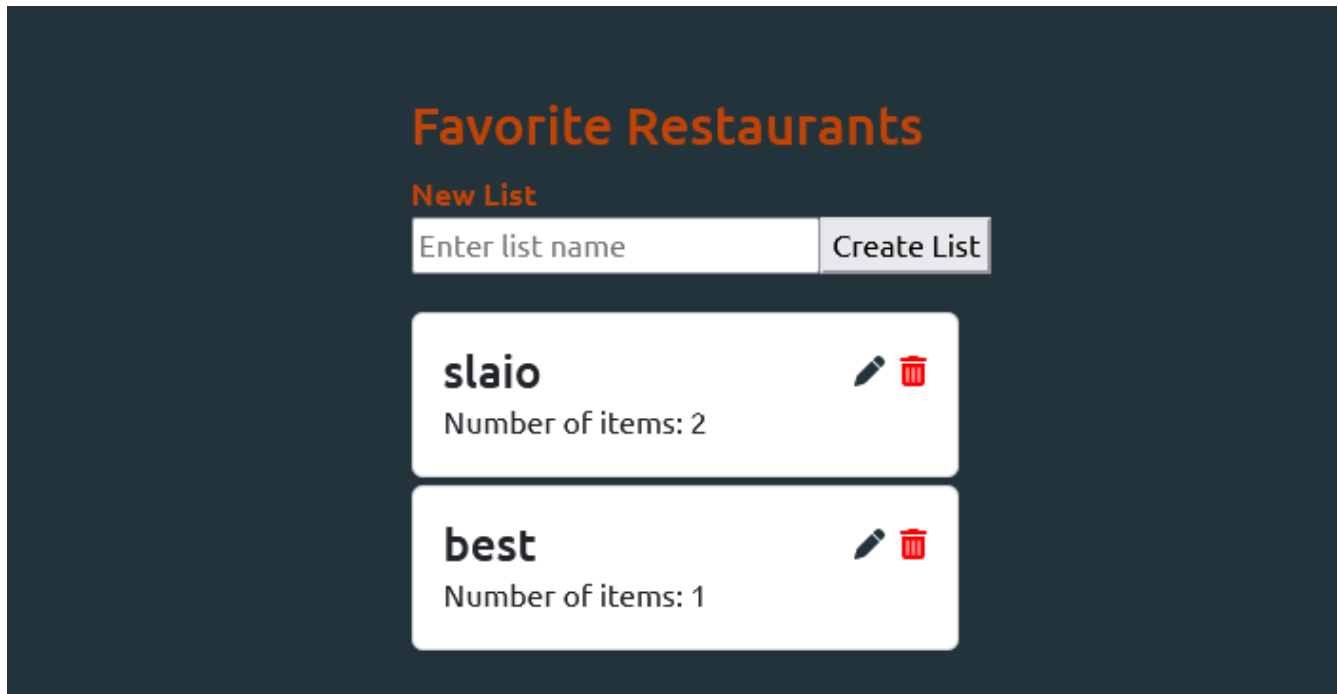 Favorite Restaurants
New List
Enter list name Create List
slaio
Number of items: 2
best
Number of items: 1